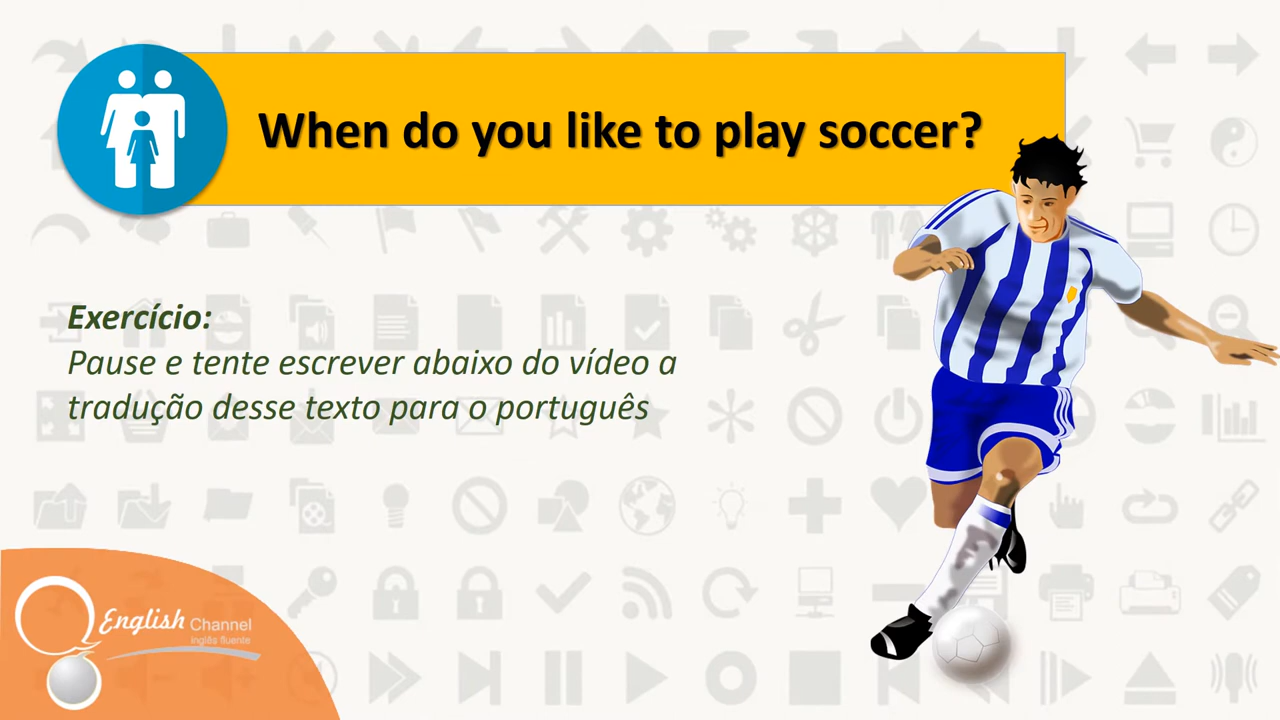 When do you like to play soccer?
Exercício:
Pause e tente escrever abaixo do vídeo a
tradução desse texto para o português
English Channel
inglês fluente